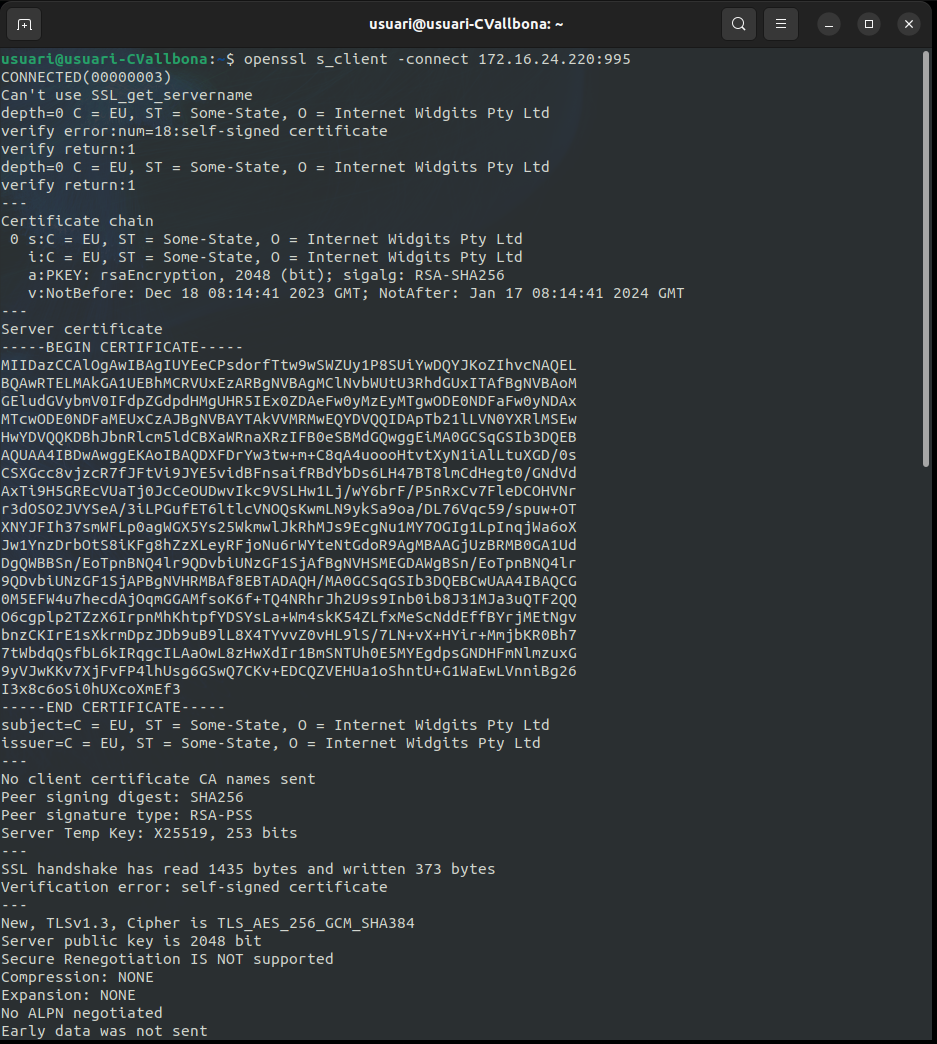 usuari@usuari-CVallbona: ~
usuari@usuari-CVallbona:~$ openssl s_client -connect 172.16.24.220:995
CONNECTED(00000003)
Can't use SSL_get_servername
depth=0 C = EU, ST = Some-State, O = Internet Widgits Pty Ltd
verify error:num=18:self-signed certificate
verify return:1
depth=0 C = EU, ST = Some-State, O = Internet Widgits Pty Ltd
verify return:1
---
Certificate chain
 0 s:C = EU, ST = Some-State, O = Internet Widgits Pty Ltd
   i:C = EU, ST = Some-State, O = Internet Widgits Pty Ltd
   a:PKEY: rsaEncryption, 2048 (bit); sigalg: RSA-SHA256
   v:NotBefore: Dec 18 08:14:41 2023 GMT; NotAfter: Jan 17 08:14:41 2024 GMT
---
Server certificate
-----BEGIN CERTIFICATE-----
MIIDazCCAlOgAwIBAgIUYEeCPsdorfTtw9wSWZUy1P8SUiYwDQYJKoZIhvcNAQEL
BQAwRTELMAkGA1UEBhMCRVUxEzARBgNVBAgMClNvbWUtU3RhdGUxITAfBgNVBAoM
GEludGVybmV0IFdpZGdpdHMgUHR5IEx0ZDAeFw0yMzEyMTgwODE0NDFaFw0yNDAx
MTcwODE0NDFaMEUxCzAJBgNVBAYTAkVVMRMwEQYDVQQIDApTb21lLVN0YXRlMSEw
HwYDVQQKDBhJbnRlcm5ldCBXaWRnaXRzIFB0eSBMdGQwggEiMA0GCSqGSIb3DQEB
AQUAA4IBDwAwggEKAoIBAQDXFDrYw3tw+m+C8qA4uoooHtvtXyN1iAlLtuXGD/0s
CSXGcc8vjzcR7fJFtVi9JYE5vidBFnsaifRBdYbDs6LH47BT8lmCdHegt0/GNdVd
AxTi9H5GREcVUaTj0JcCeOUDwvIkc9VSLHw1Lj/wY6brF/P5nRxCv7FleDCOHVNr
r3dOSO2JVYSeA/3iLPGufET6ltlcVNOQsKwmLN9ykSa9oa/DL76Vqc59/spuw+OT
XNYJFIh37smWFLp0agWGX5Ys25WkmwlJkRhMJs9EcgNu1MY7OGIg1LpInqjWa6oX
Jw1YnzDrbOtS8iKFg8hZzXLeyRFjoNu6rWYteNtGdoR9AgMBAAGjUzBRMB0GA1Ud
DgQWBBSn/EoTpnBNQ4lr9QDvbiUNzGF1SjAfBgNVHSMEGDAWgBSn/EoTpnBNQ4lr
9QDvbiUNzGF1SjAPBgNVHRMBAf8EBTADAQH/MA0GCSqGSIb3DQEBCwUAA4IBAQCG
0M5EFW4u7hecdAjOqmGGAMfsoK6f+TQ4NRhrJh2U9s9Inb0ib8J31MJa3uQTF2QQ
O6cgplp2TZzX6IrpnMhKhtpfYDSYsLa+Wm4skK54ZLfxMeScNddEffBYrjMEtNgv
bnzCKIrE1sXkrmDpzJDb9uB9lL8X4TYvvZ0vHL9lS/7LN+vX+HYir+MmjbKR0Bh7
7tWbdqQsfbL6kIRqgcILAaOwL8zHwXdIr1BmSNTUh0E5MYEgdpsGNDHFmNlmzuxG
9yVJwKKv7XjFvFP4lhUsg6GSwQ7CKv+EDCQZVEHUa1oShntU+G1WaEwLVnniBg26
I3x8c6oSi0hUXcoXmEf3
-----END CERTIFICATE-----
subject=C = EU, ST = Some-State, O = Internet Widgits Pty Ltd
issuer=C = EU, ST = Some-State, O = Internet Widgits Pty Ltd
---
No client certificate CA names sent
Peer signing digest: SHA256
Peer signature type: RSA-PSS
Server Temp Key: X25519, 253 bits
---
SSL handshake has read 1435 bytes and written 373 bytes
Verification error: self-signed certificate
---
New, TLSv1.3, Cipher is TLS_AES_256_GCM_SHA384
Server public key is 2048 bit
Secure Renegotiation IS NOT supported
Compression: NONE
Expansion: NONE
No ALPN negotiated
Early data was not sent